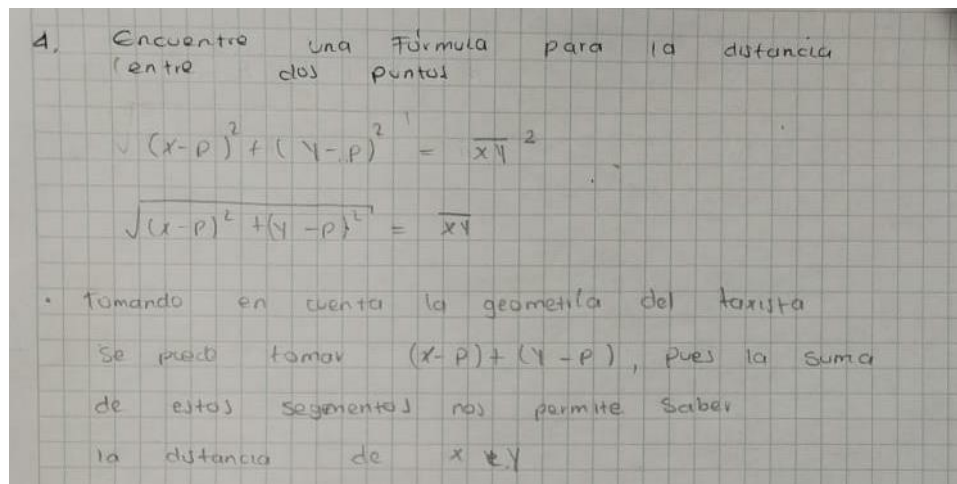 4. Encuentre una Fórmula para la distancia
entre dos puntos
(x-p)² + (y-p)² = xy²
√(x-p)² + (y-p)² = xy
• Tomando en cuenta la geometría del taxista
se puede tomar (x-p) + (y-p), pues la suma
de estos segmentos nos permite saber
la distancia de x e y